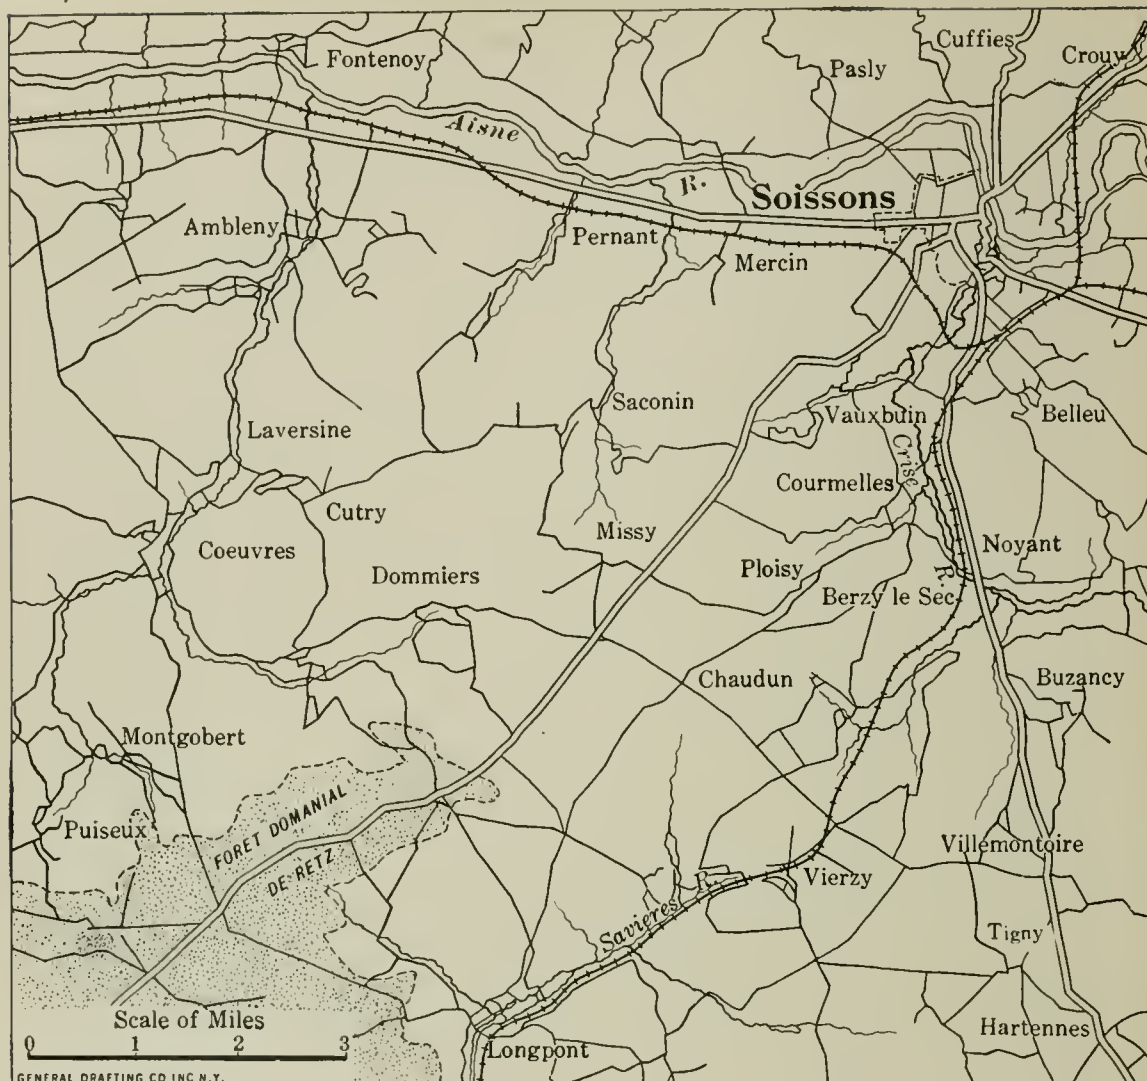 Cuffies
Crouy
Fontenoy
Pasly
Aisne
R.
Soissons
Ambleny
Pernant
Mercin
Saconin
Vauxbuin
Belleu
Laversine
Crise
R.
Courmelles
Cutry
Missy
Coeuvres
Dommiers
Ploisy
Noyant
Berzy le Sec
Chaudun
Buzancy
Montgobert
FORET DOMANIAL
DE RETZ
Puiseux
Villemontoire
Vierzy
Savieres R.
Tigny
Hartennes
Longpont
Scale of Miles
0 1 2 3
GENERAL DRAFTING CO INC N.Y.